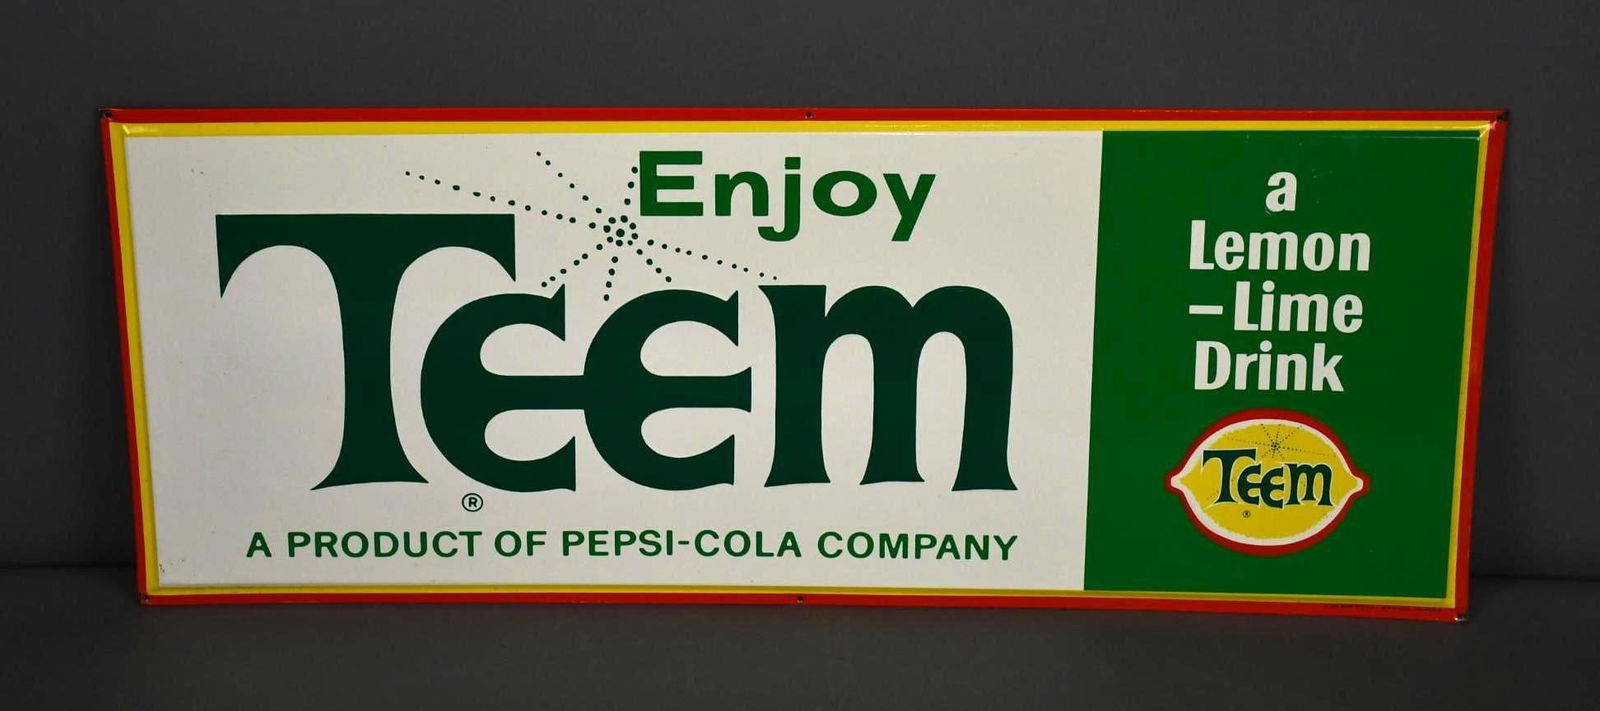 Enjoy
Teem
®
A PRODUCT OF PEPSI-COLA COMPANY
a
Lemon
–Lime
Drink
Teem
®